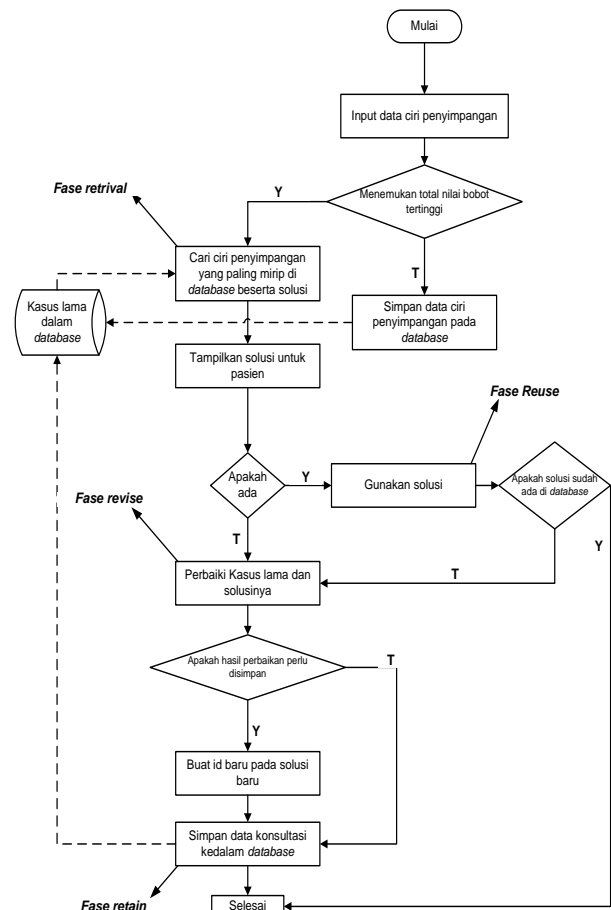 Mulai
Input data ciri penyimpangan
Menemukan total nilai bobot
tertinggi
Y
T
Fase retrival
Cari ciri penyimpangan
yang paling mirip di
database beserta solusi
Kasus lama
dalam
database
Simpan data ciri
penyimpangan pada
database
Tampilkan solusi untuk
pasien
Fase Reuse
Apakah
ada
Y
Gunakan solusi
Apakah solusi sudah
ada di database
T
Y
T
Fase revise
Perbaiki Kasus lama dan
solusinya
Apakah hasil perbaikan perlu
disimpan
T
Y
Buat id baru pada solusi
baru
Simpan data konsultasi
kedalam database
Fase retain
Selesai